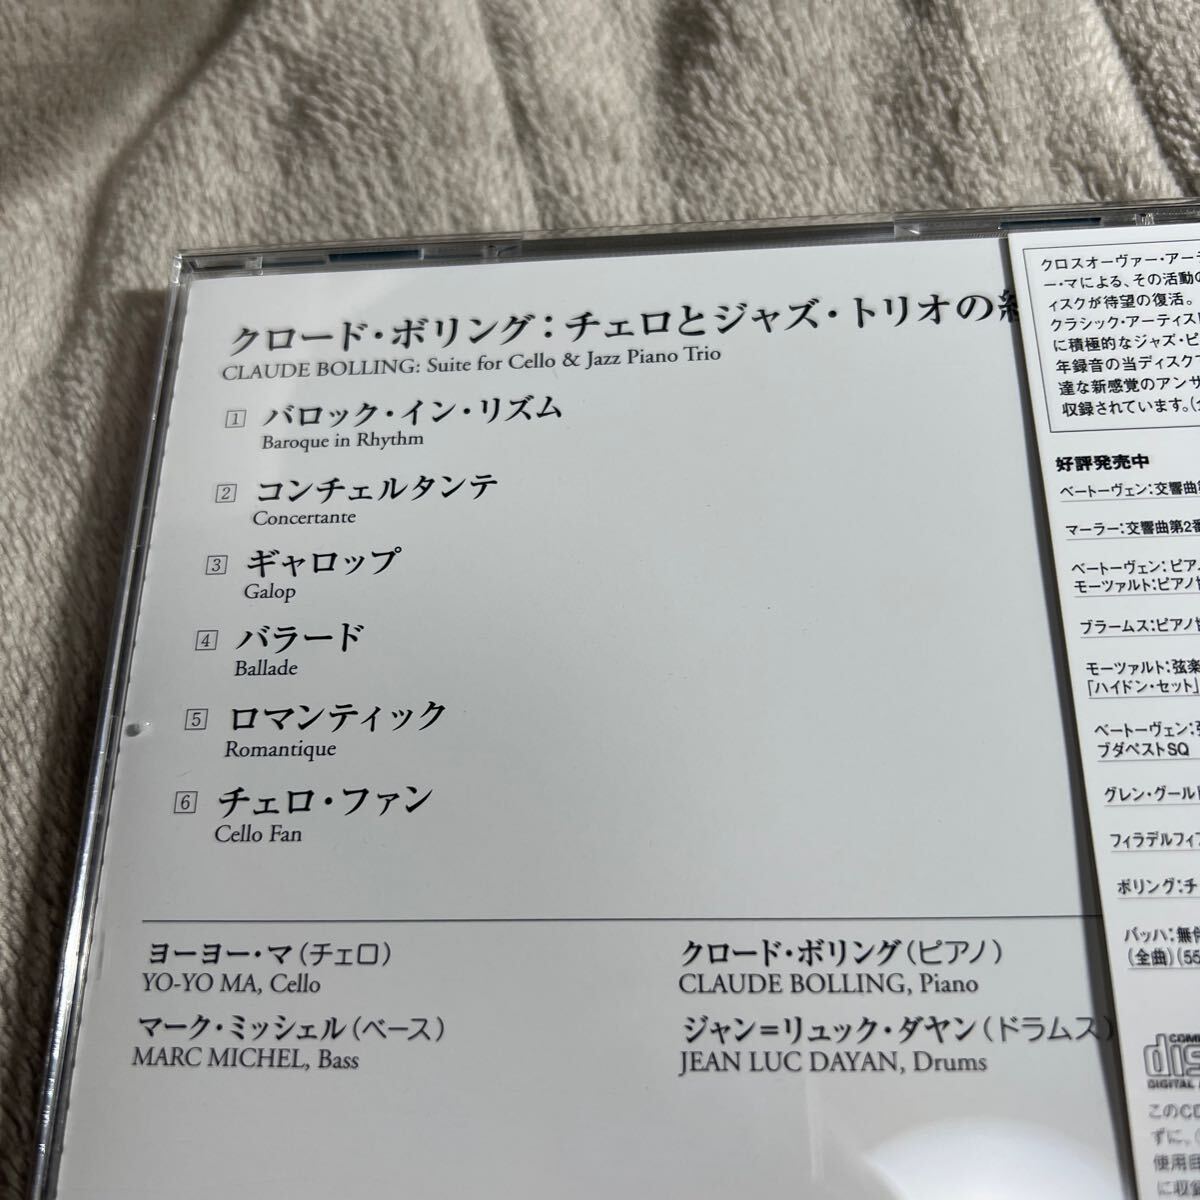 クロード・ボリング：チェロとジャズ・トリオの
CLAUDE BOLLING: Suite for Cello & Jazz Piano Trio
1 バロック・イン・リズム
Baroque in Rhythm
2 コンチェルタンテ
Concertante
3 ギャロップ
Galop
4 バラード
Ballade
5 ロマンティック
Romantique
6 チェロ・ファン
Cello Fan
ヨーヨー・マ（チェロ）
YO-YO MA, Cello
クロード・ボリング（ピアノ）
CLAUDE BOLLING, Piano
マーク・ミッシェル（ベース）
MARC MICHEL, Bass
ジャン＝リュック・ダヤン（ドラムス）
JEAN LUC DAYAN, Drums
クロスオーヴァー・アー
ー・マによる、その活動の
ィスクが待望の復活。
クラシック・アーティス
に積極的なジャズ・ピ
年録音の当ディスク
達な新感覚のアンサ
収録されています。
好評発売中
ベートーヴェン：交響曲
マーラー：交響曲第2番
ベートーヴェン：ピア
モーツァルト：ピアノ
ブラームス：ピアノ
モーツァルト：弦楽
「ハイドン・セット」
ベートーヴェン：
ブダペストSQ
グレン・グール
フィラデルフィ
ボリング：チ
バッハ：無伴
（全曲）（55
COM
dis
DIGITAL
このCD
ずに、
使用
に収